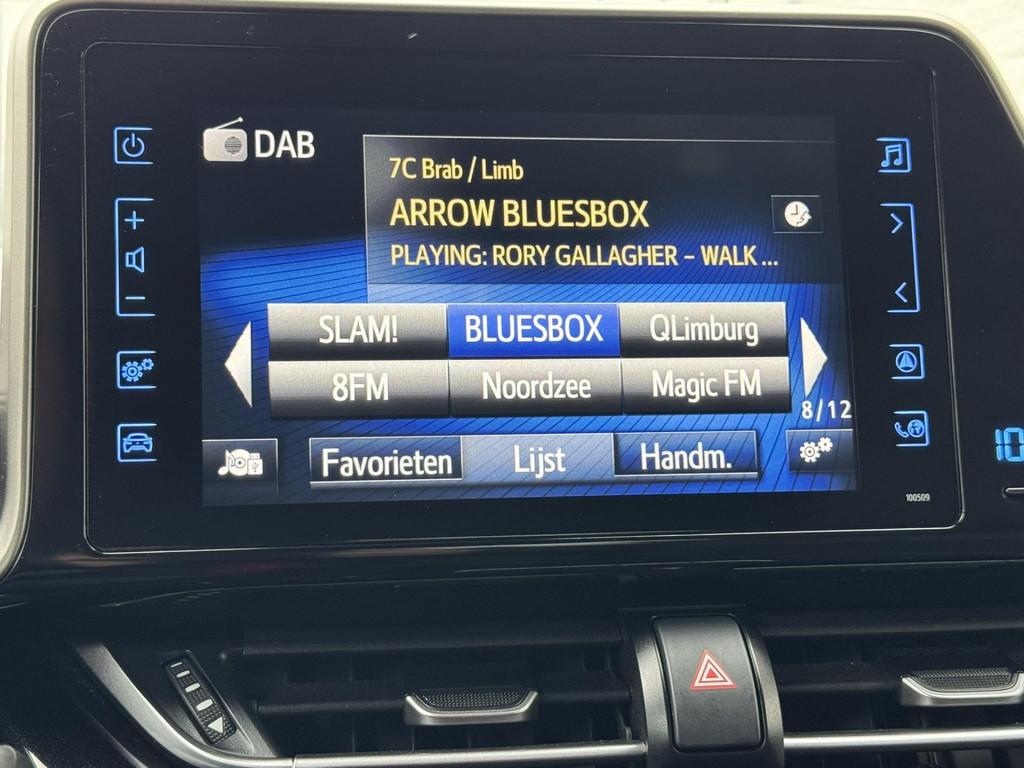 DAB
7C Brab / Limb
ARROW BLUESBOX
PLAYING: RORY GALLAGHER – WALK ...
SLAM! BLUESBOX QLimburg
8FM Noordzee Magic FM
8/12
Favorieten Lijst Handm.
100509
10